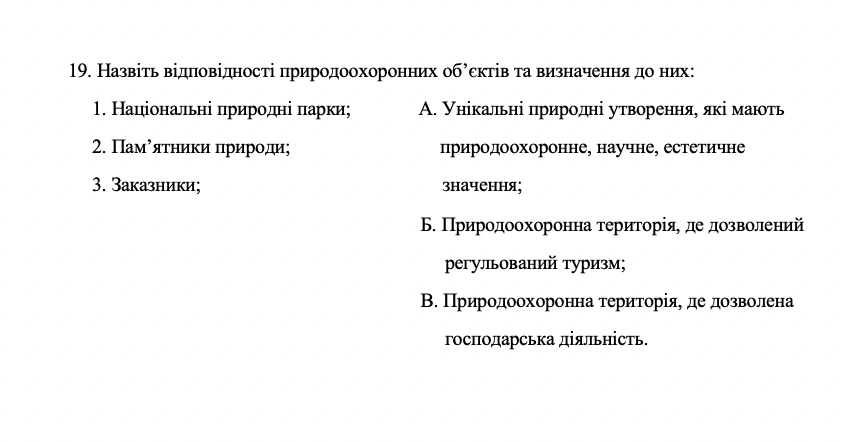 19. Назвіть відповідності природоохоронних об’єктів та визначення до них:
1. Національні природні парки;
2. Пам’ятники природи;
3. Заказники;
А. Унікальні природні утворення, які мають
природоохоронне, научне, естетичне
значення;
Б. Природоохоронна територія, де дозволений
регульований туризм;
В. Природоохоронна територія, де дозволена
господарська діяльність.